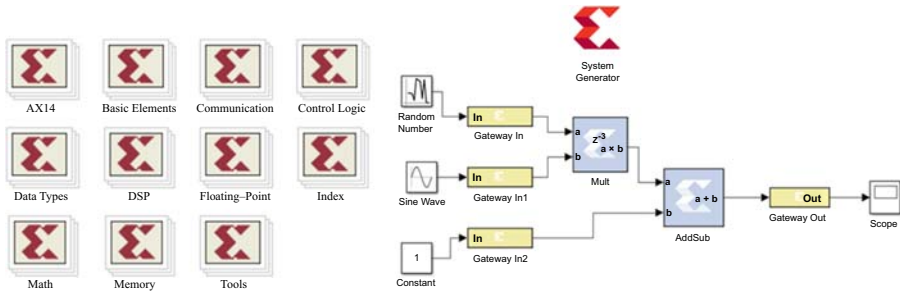 AX14
Basic Elements
Communication
Control Logic
Data Types
DSP
Floating–Point
Index
Math
Memory
Tools
System
Generator
Random
Number
In
Gateway In
a
b
z-3
a × b
Mult
Sine Wave
In
Gateway In1
a
b
a + b
AddSub
Out
Gateway Out
Scope
1
Constant
In
Gateway In2